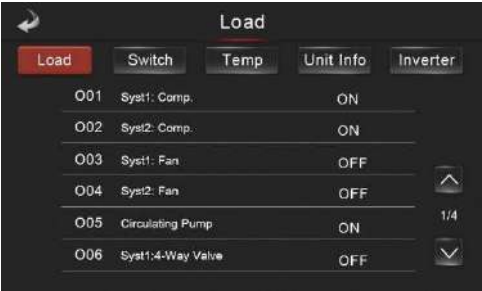 Load
Load Switch Temp Unit Info Inverter
O01 Syst1: Comp. ON
O02 Syst2: Comp. ON
O03 Syst1: Fan OFF
O04 Syst2: Fan OFF
O05 Circulating Pump ON
1/4
O06 Syst1:4-Way Valve OFF